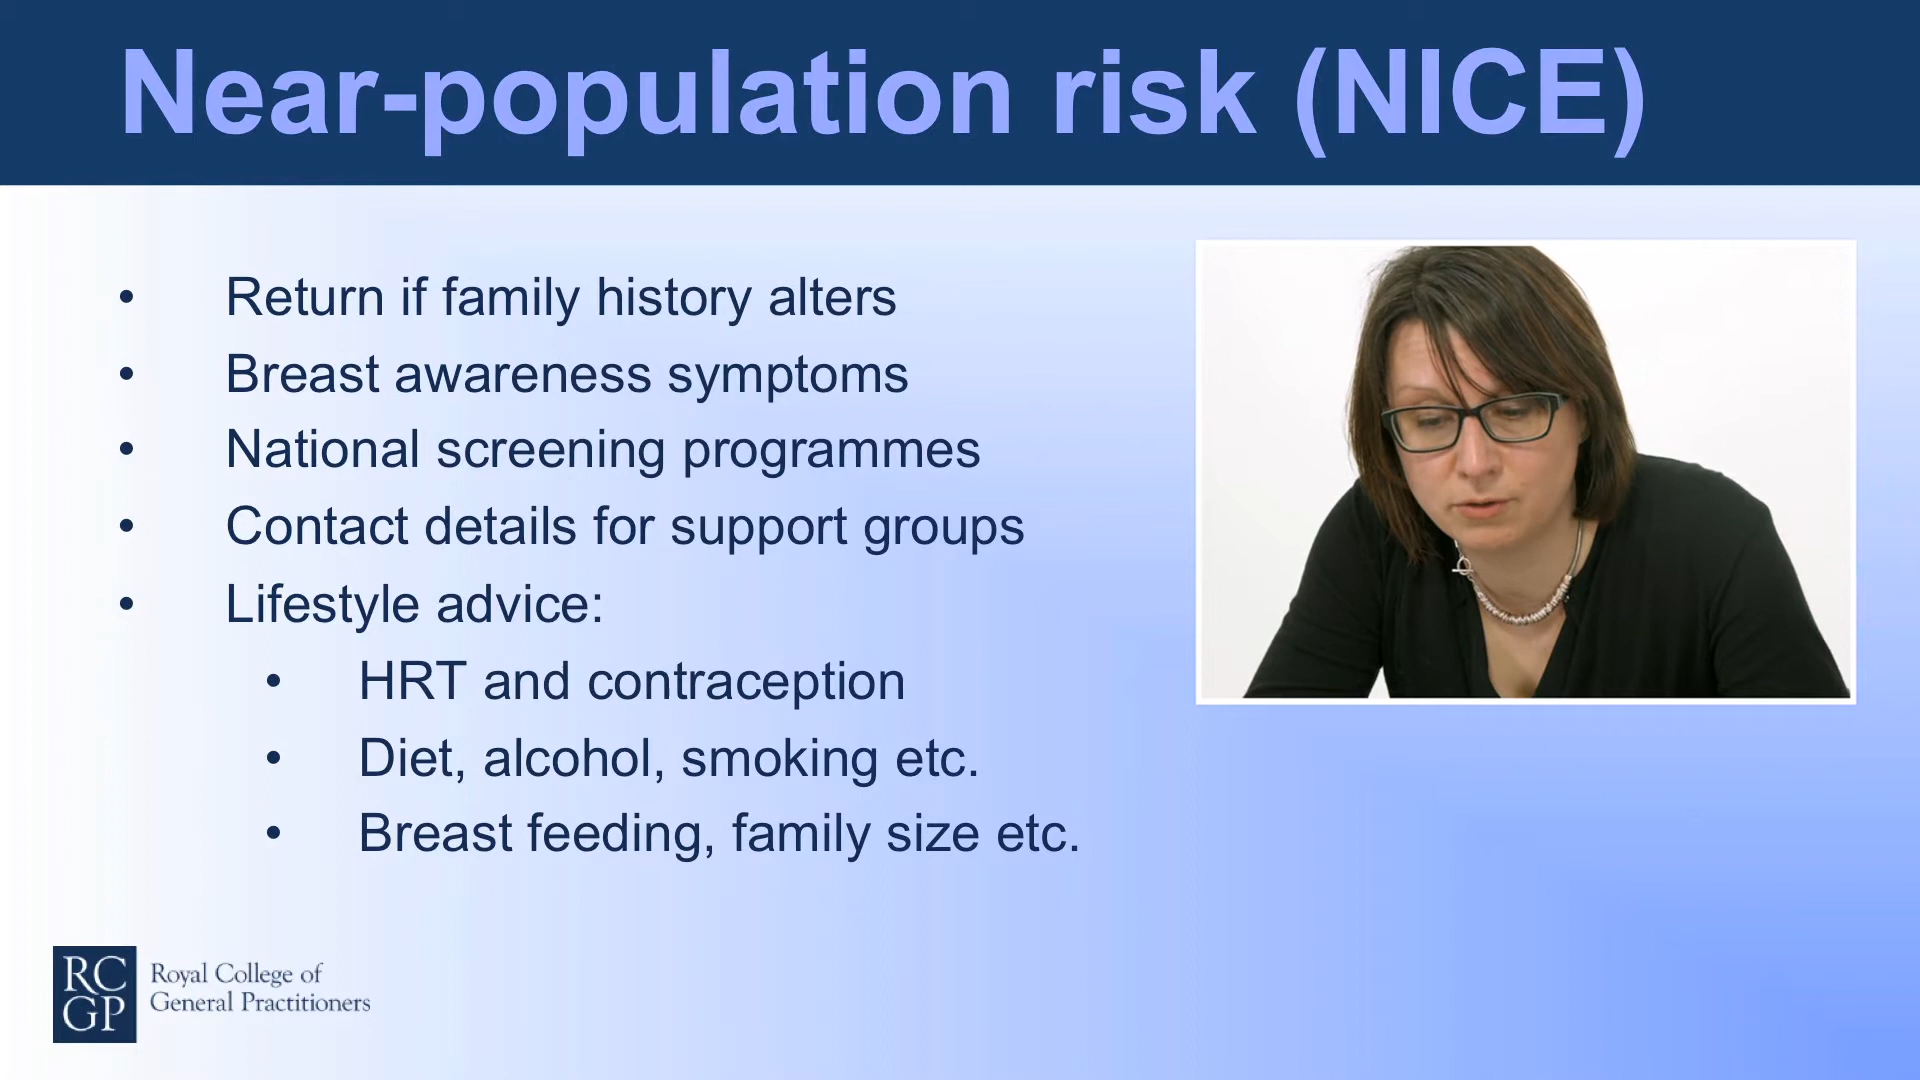 Near-population risk (NICE)
• Return if family history alters
• Breast awareness symptoms
• National screening programmes
• Contact details for support groups
• Lifestyle advice:
• HRT and contraception
• Diet, alcohol, smoking etc.
• Breast feeding, family size etc.
RC
GP
Royal College of
General Practitioners